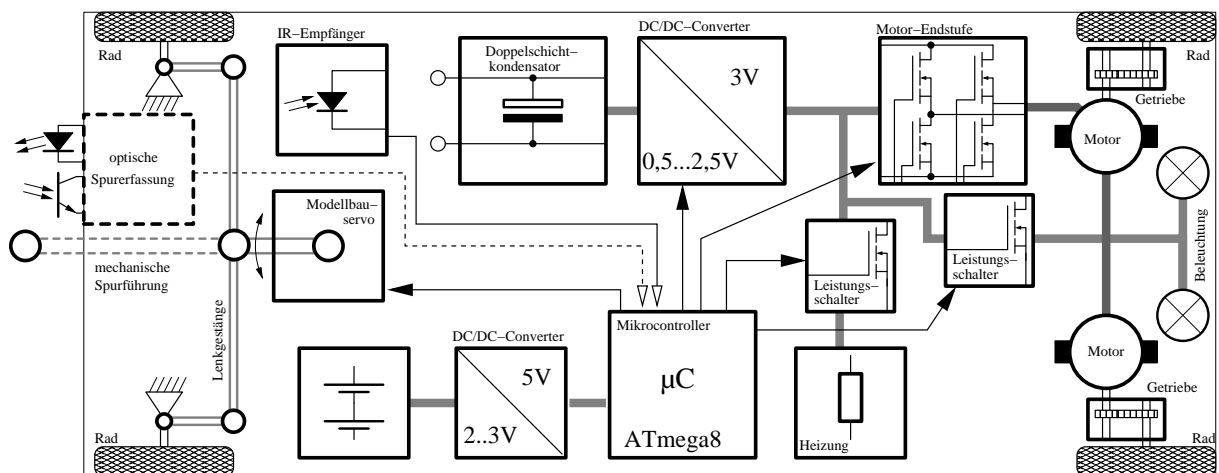 Rad
IR–Empfänger
Doppelschicht–
kondensator
DC/DC–Converter
3V
0,5...2,5V
Motor–Endstufe
Rad
Getriebe
Motor
optische
Spurerfassung
Modellbau–
servo
mechanische
Spurführung
Lenkgestänge
Leistungs–
schalter
Leistungs–
schalter
Beleuchtung
DC/DC–Converter
5V
2..3V
Mikrocontroller
µC
ATmega8
Heizung
Motor
Getriebe
Rad
Rad